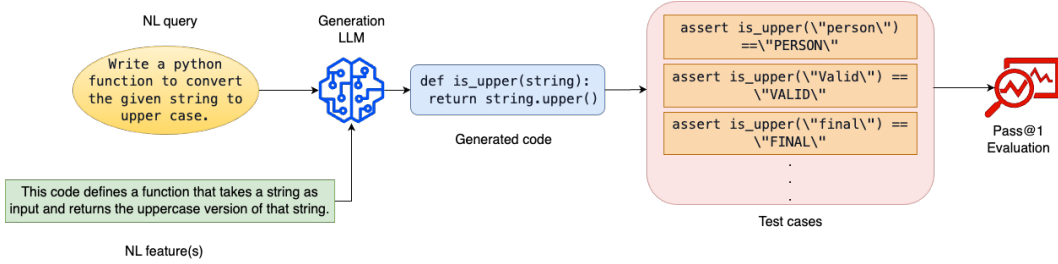 NL query
Write a python
function to convert
the given string to
upper case.
Generation
LLM
def is_upper(string):
return string.upper()
Generated code
assert is_upper(\"person\")
==\"PERSON\"
assert is_upper(\"Valid\") ==
\"VALID\"
assert is_upper(\"final\") ==
\"FINAL\"
.
.
.
Test cases
Pass@1
Evaluation
This code defines a function that takes a string as
input and returns the uppercase version of that string.
NL feature(s)